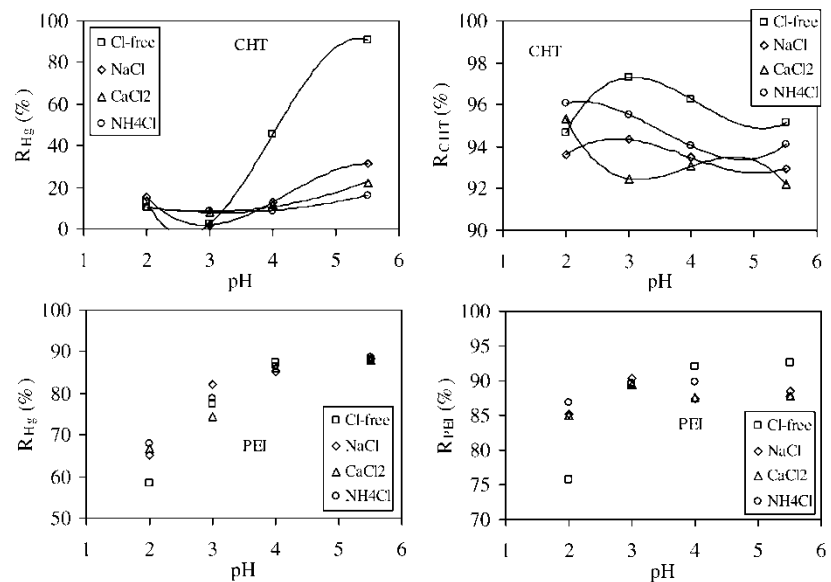 100
80
60
40
20
0
R_Hg (%)
1 2 3 4 5 6
pH
CHT
Cl-free
NaCl
CaCl2
NH4Cl
100
98
96
94
92
90
R_CHT (%)
1 2 3 4 5 6
pH
CHT
Cl-free
NaCl
CaCl2
NH4Cl
100
90
80
70
60
50
R_Hg (%)
1 2 3 4 5 6
pH
PEI
Cl-free
NaCl
CaCl2
NH4Cl
100
95
90
85
80
75
70
R_PEI (%)
1 2 3 4 5 6
pH
PEI
Cl-free
NaCl
CaCl2
NH4Cl